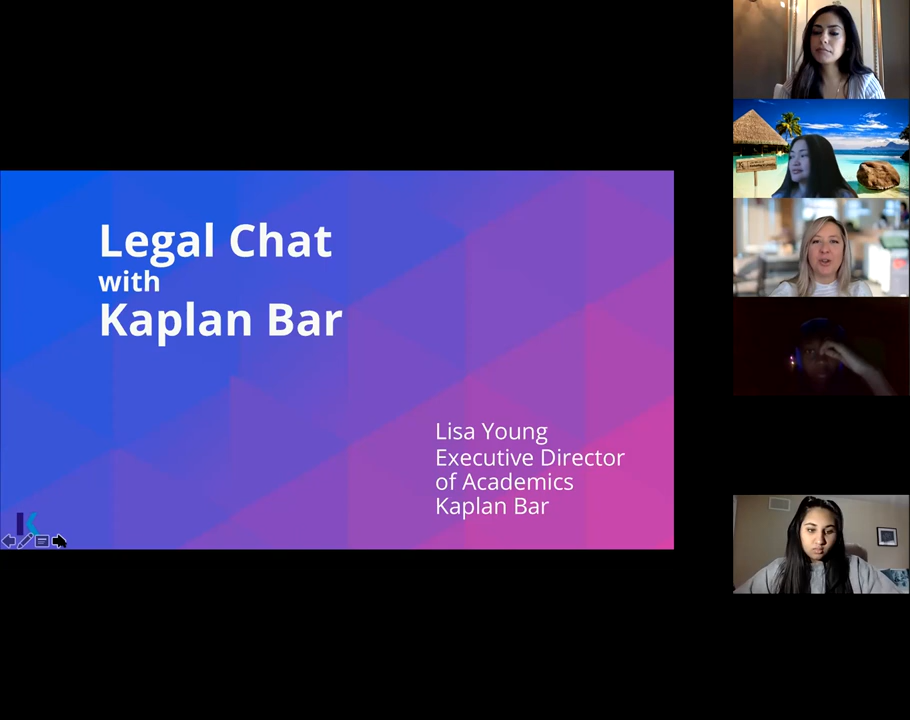 Legal Chat
with
Kaplan Bar
Lisa Young
Executive Director
of Academics
Kaplan Bar
K